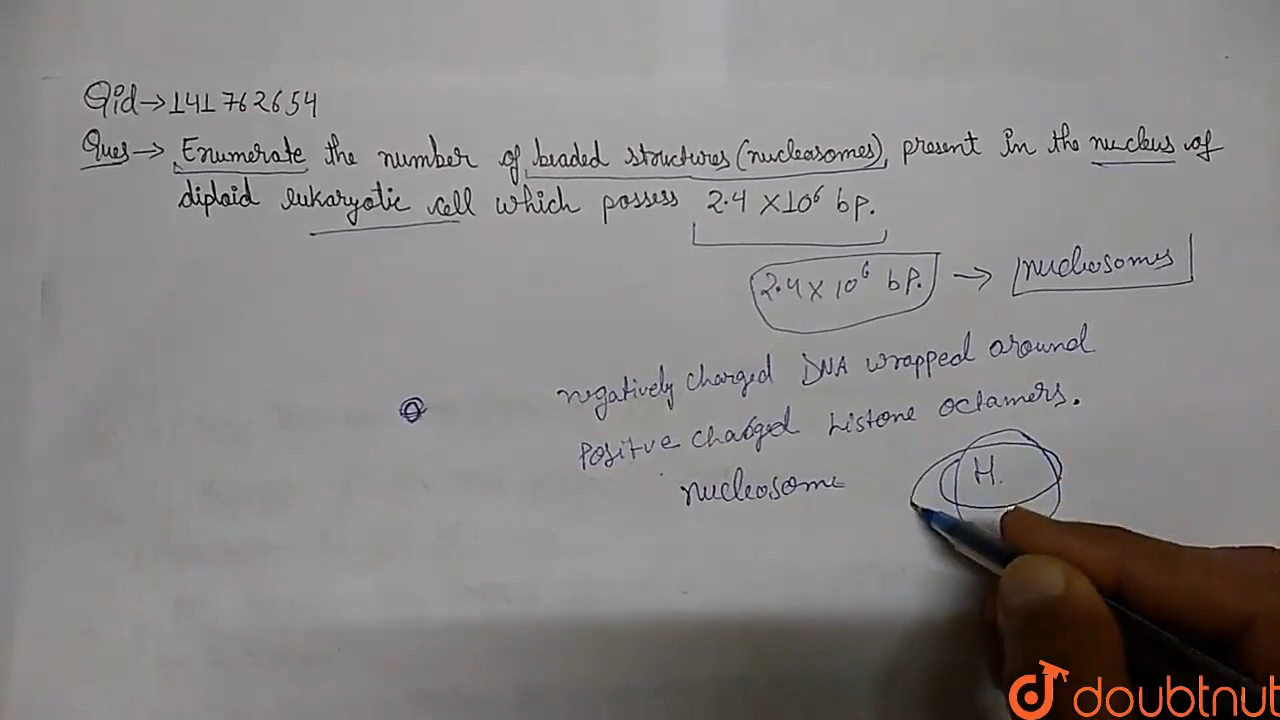 Qid→141762654
Ques→ Enumerate the number of beaded structures (nucleosomes), present in the nucleus of
diploid eukaryotic cell which possess 2.4 X10⁶ bp.
2.4 x 10⁶ bp. → nucleosomes
negatively charged DNA wrapped around
Positve charged histone octamers.
nucleosome
H.
doubtnut